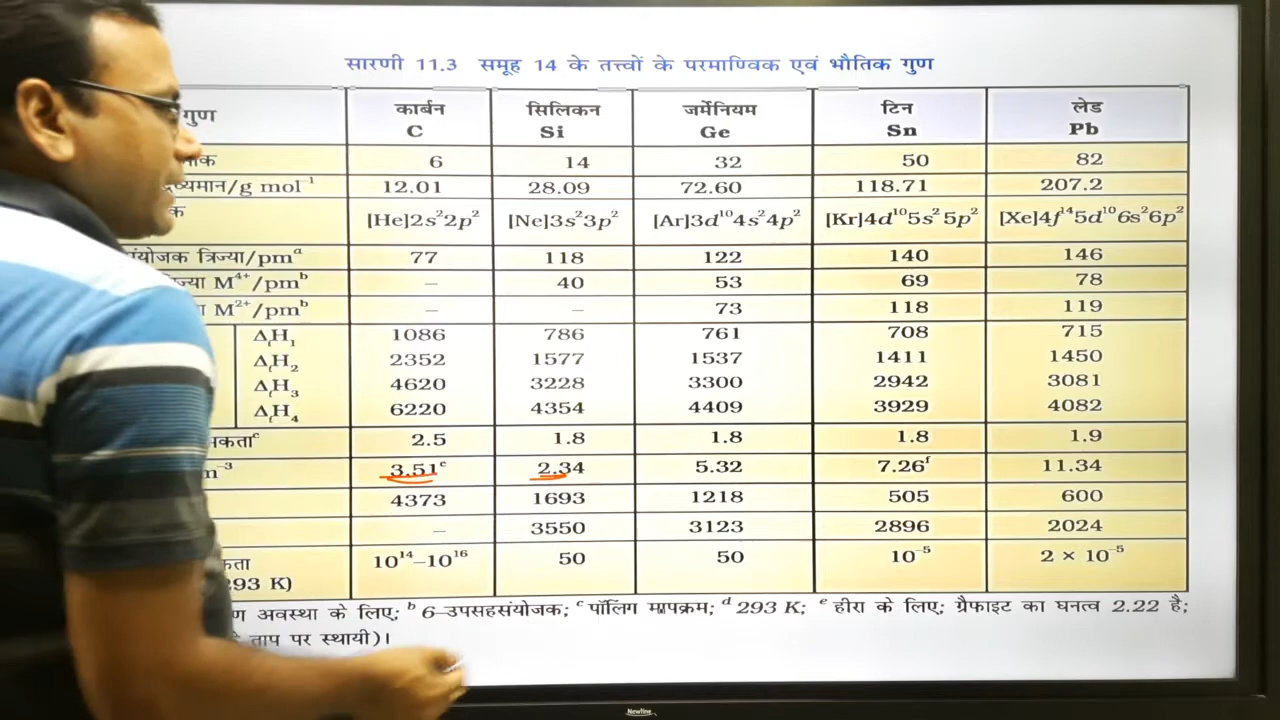 सारणी 11.3 समूह 14 के तत्त्वों के परमाण्विक एवं भौतिक गुण
गुण कार्बन सिलिकन जर्मेनियम टिन लेड
C Si Ge Sn Pb
6 14 32 50 82
/g mol⁻¹ 12.01 28.09 72.60 118.71 207.2
[He]2s²2p² [Ne]3s²3p² [Ar]3d¹⁰4s²4p² [Kr]4d¹⁰5s²5p² [Xe]4f¹⁴5d¹⁰6s²6p²
त्रिज्या/pmᵃ 77 118 122 140 146
M⁴⁺/pmᵇ – 40 53 69 78
M²⁺/pmᵇ – – 73 118 119
ΔᵢH₁ 1086 786 761 708 715
ΔᵢH₂ 2352 1577 1537 1411 1450
ΔᵢH₃ 4620 3228 3300 2942 3081
ΔᵢH₄ 6220 4354 4409 3929 4082
2.5 1.8 1.8 1.8 1.9
3.51ᵉ 2.34 5.32 7.26ᶠ 11.34
4373 1693 1218 505 600
– 3550 3123 2896 2024
10¹⁴–10¹⁶ 50 50 10⁻⁵ 2 × 10⁻⁵
293 K)
अवस्था के लिए; ᵇ 6–उपसहसंयोजक; ᶜ पॉलिंग मापक्रम; ᵈ 293 K; ᵉ हीरा के लिए; ग्रैफाइट का घनत्व 2.22 है;
ताप पर स्थायी)।
Newline